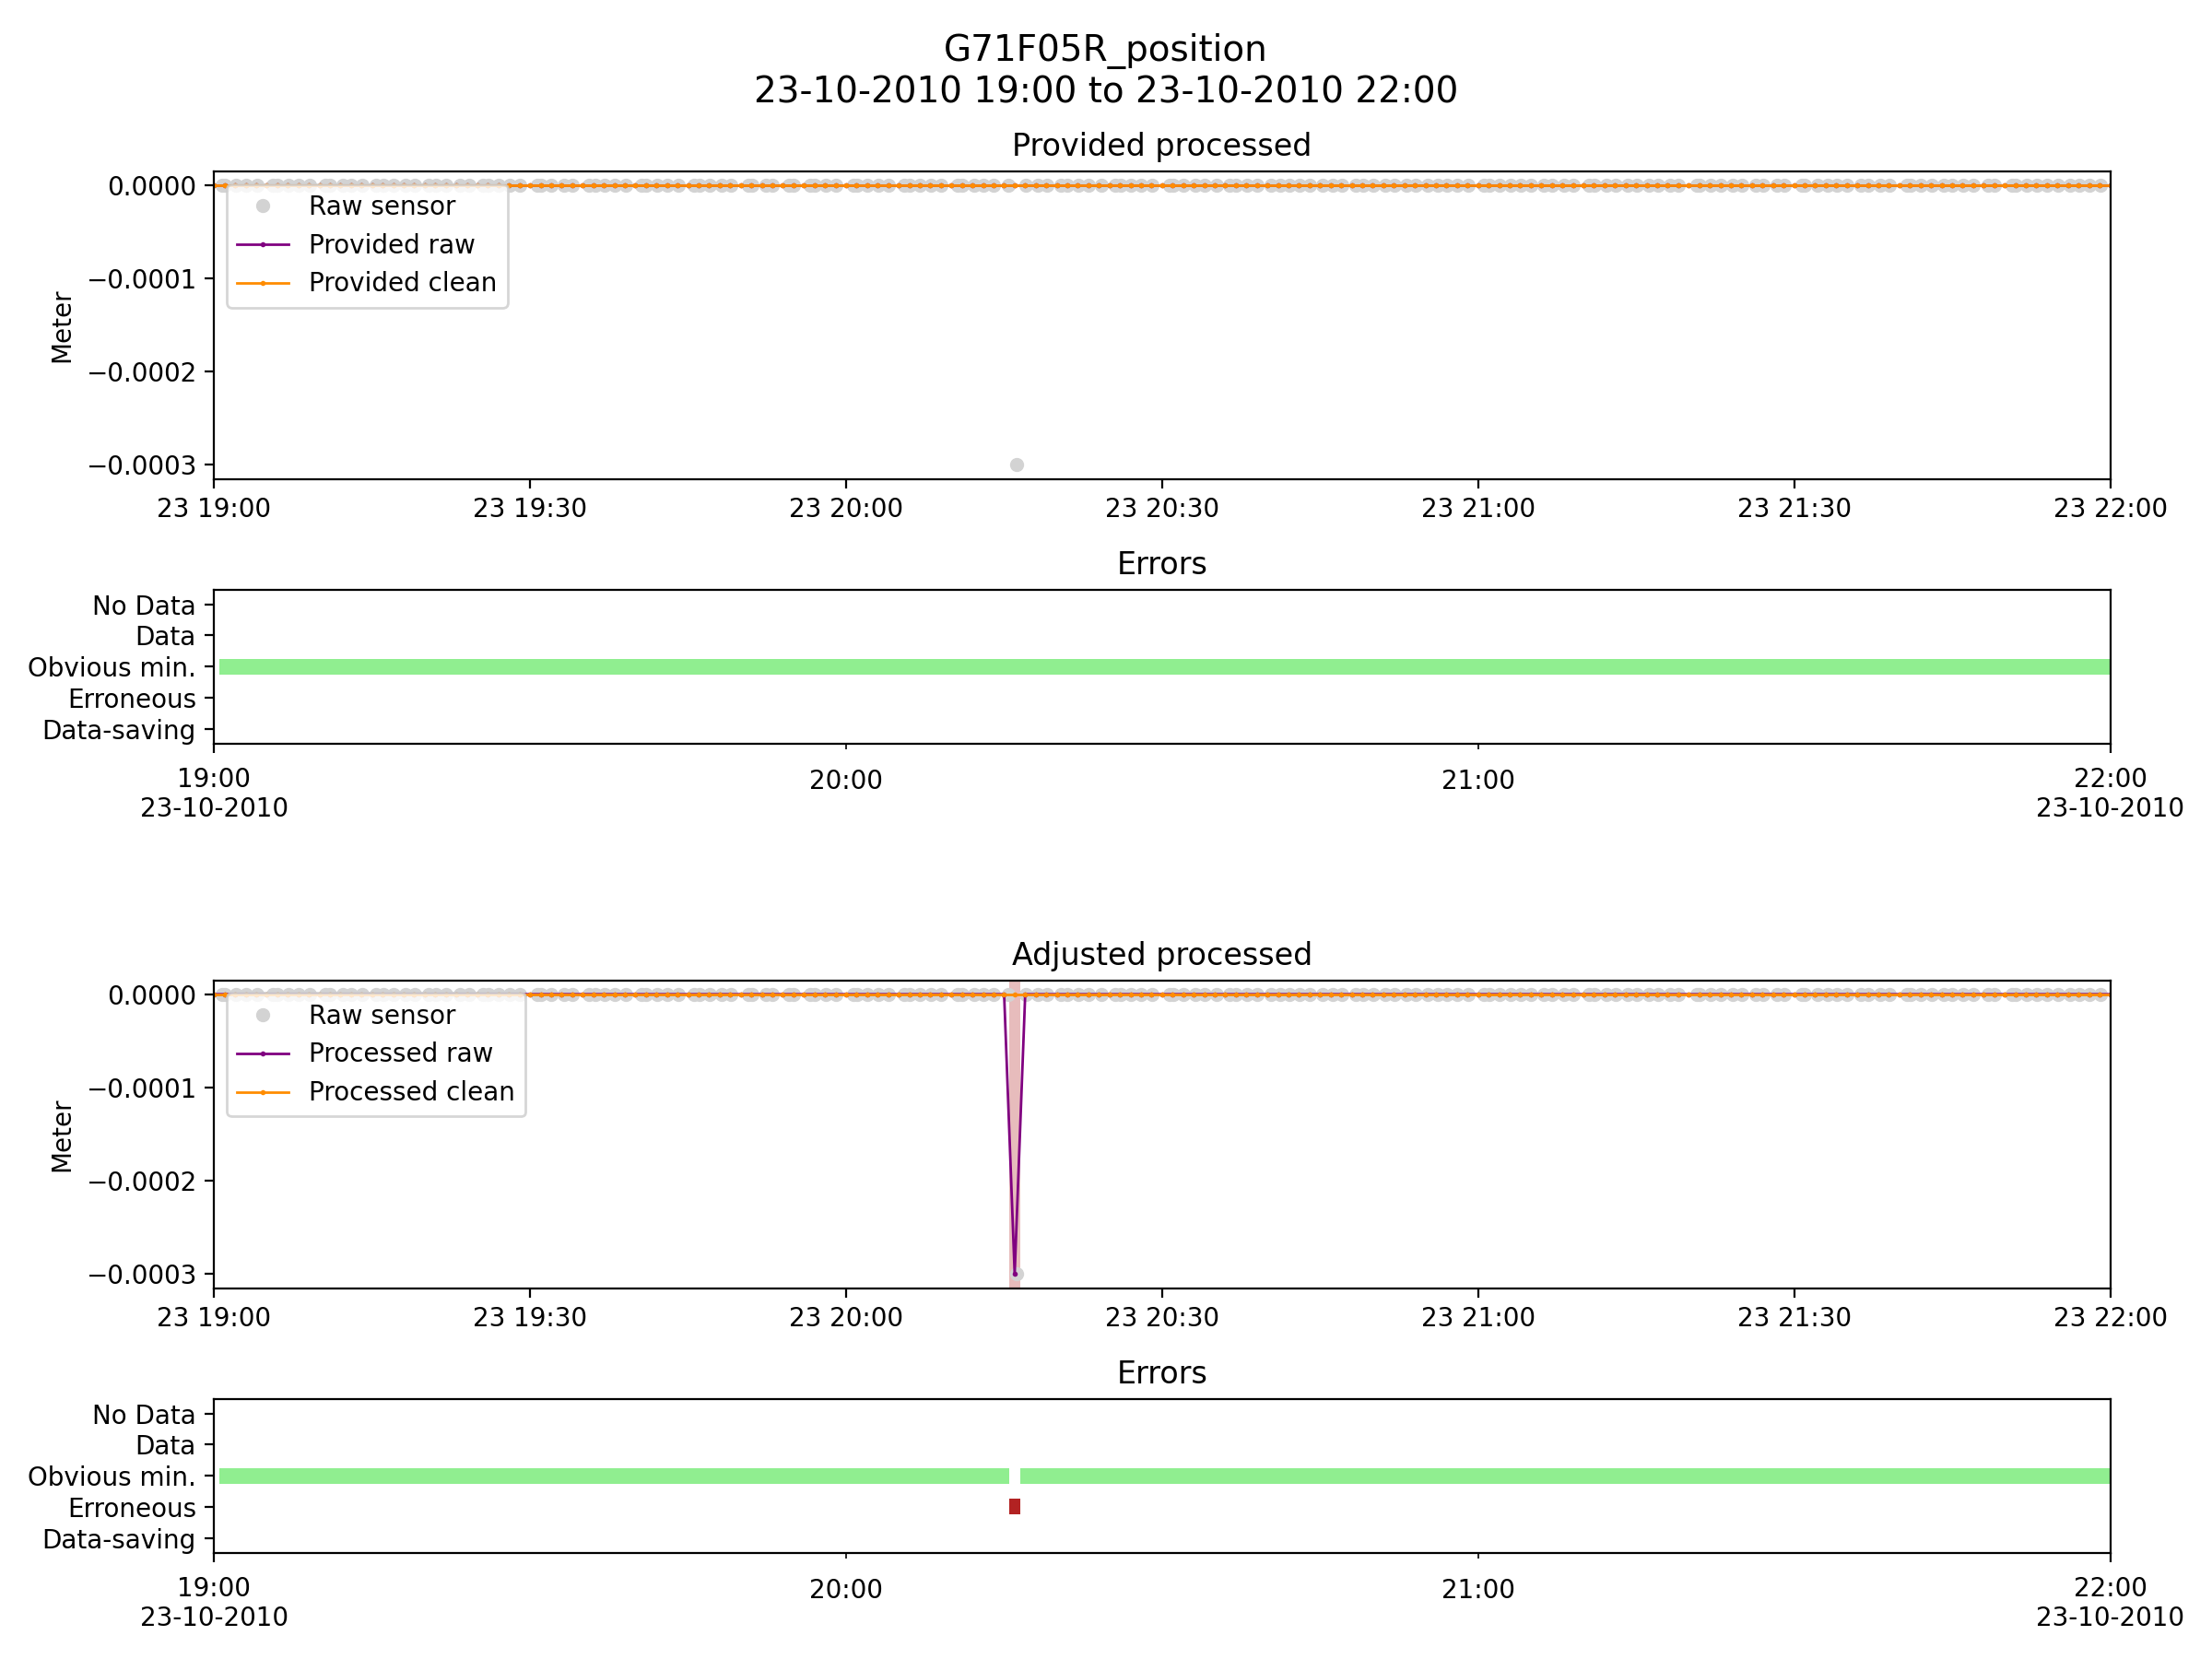 G71F05R_position
23-10-2010 19:00 to 23-10-2010 22:00
Provided processed
0.0000
−0.0001
−0.0002
−0.0003
Meter
Raw sensor
Provided raw
Provided clean
23 19:00 23 19:30 23 20:00 23 20:30 23 21:00 23 21:30 23 22:00
Errors
No Data
Data
Obvious min.
Erroneous
Data-saving
19:00 20:00 21:00 22:00
23-10-2010 23-10-2010
Adjusted processed
0.0000
−0.0001
−0.0002
−0.0003
Meter
Raw sensor
Processed raw
Processed clean
23 19:00 23 19:30 23 20:00 23 20:30 23 21:00 23 21:30 23 22:00
Errors
No Data
Data
Obvious min.
Erroneous
Data-saving
19:00 20:00 21:00 22:00
23-10-2010 23-10-2010